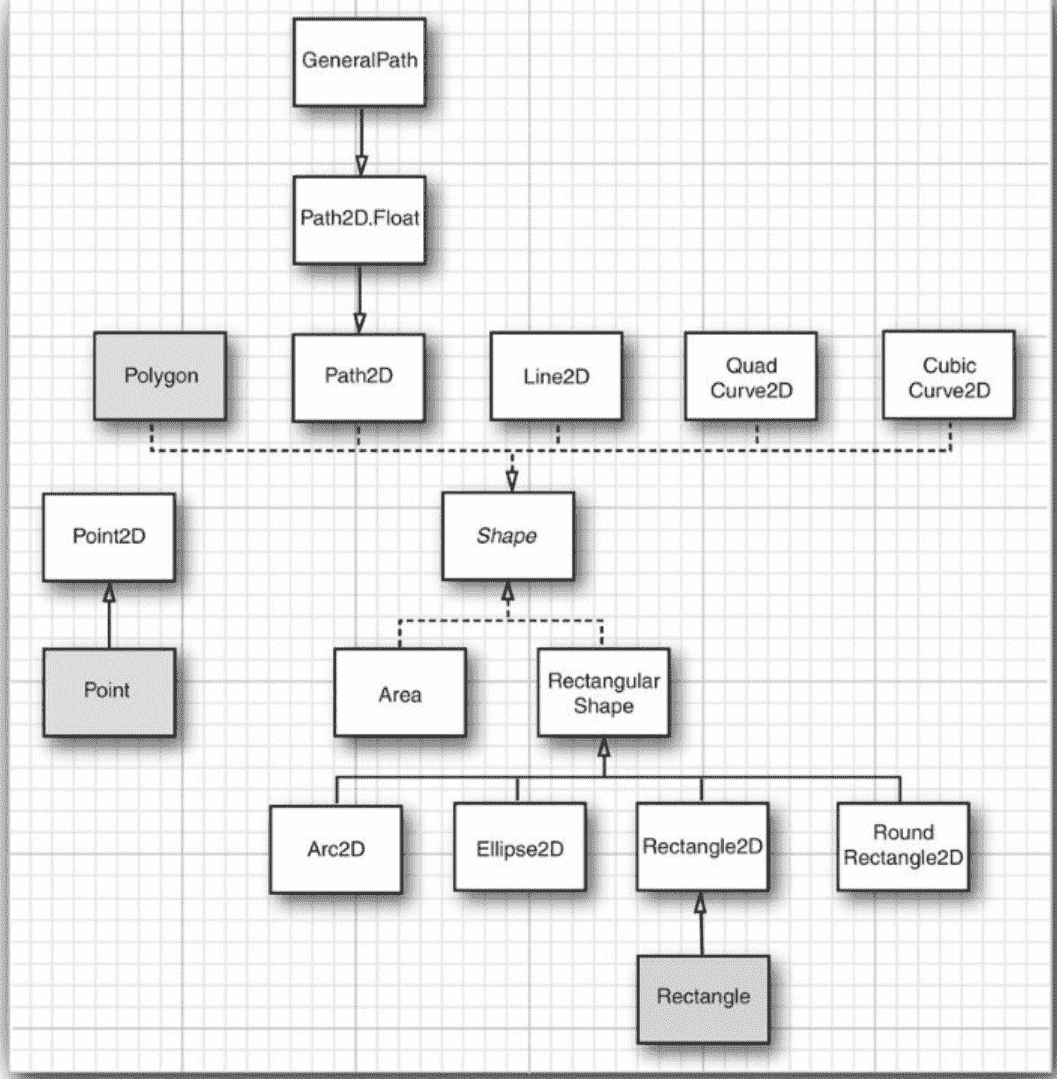 GeneralPath
Path2D.Float
Polygon
Path2D
Line2D
Quad
Curve2D
Cubic
Curve2D
Point2D
Shape
Point
Area
Rectangular
Shape
Arc2D
Ellipse2D
Rectangle2D
Round
Rectangle2D
Rectangle